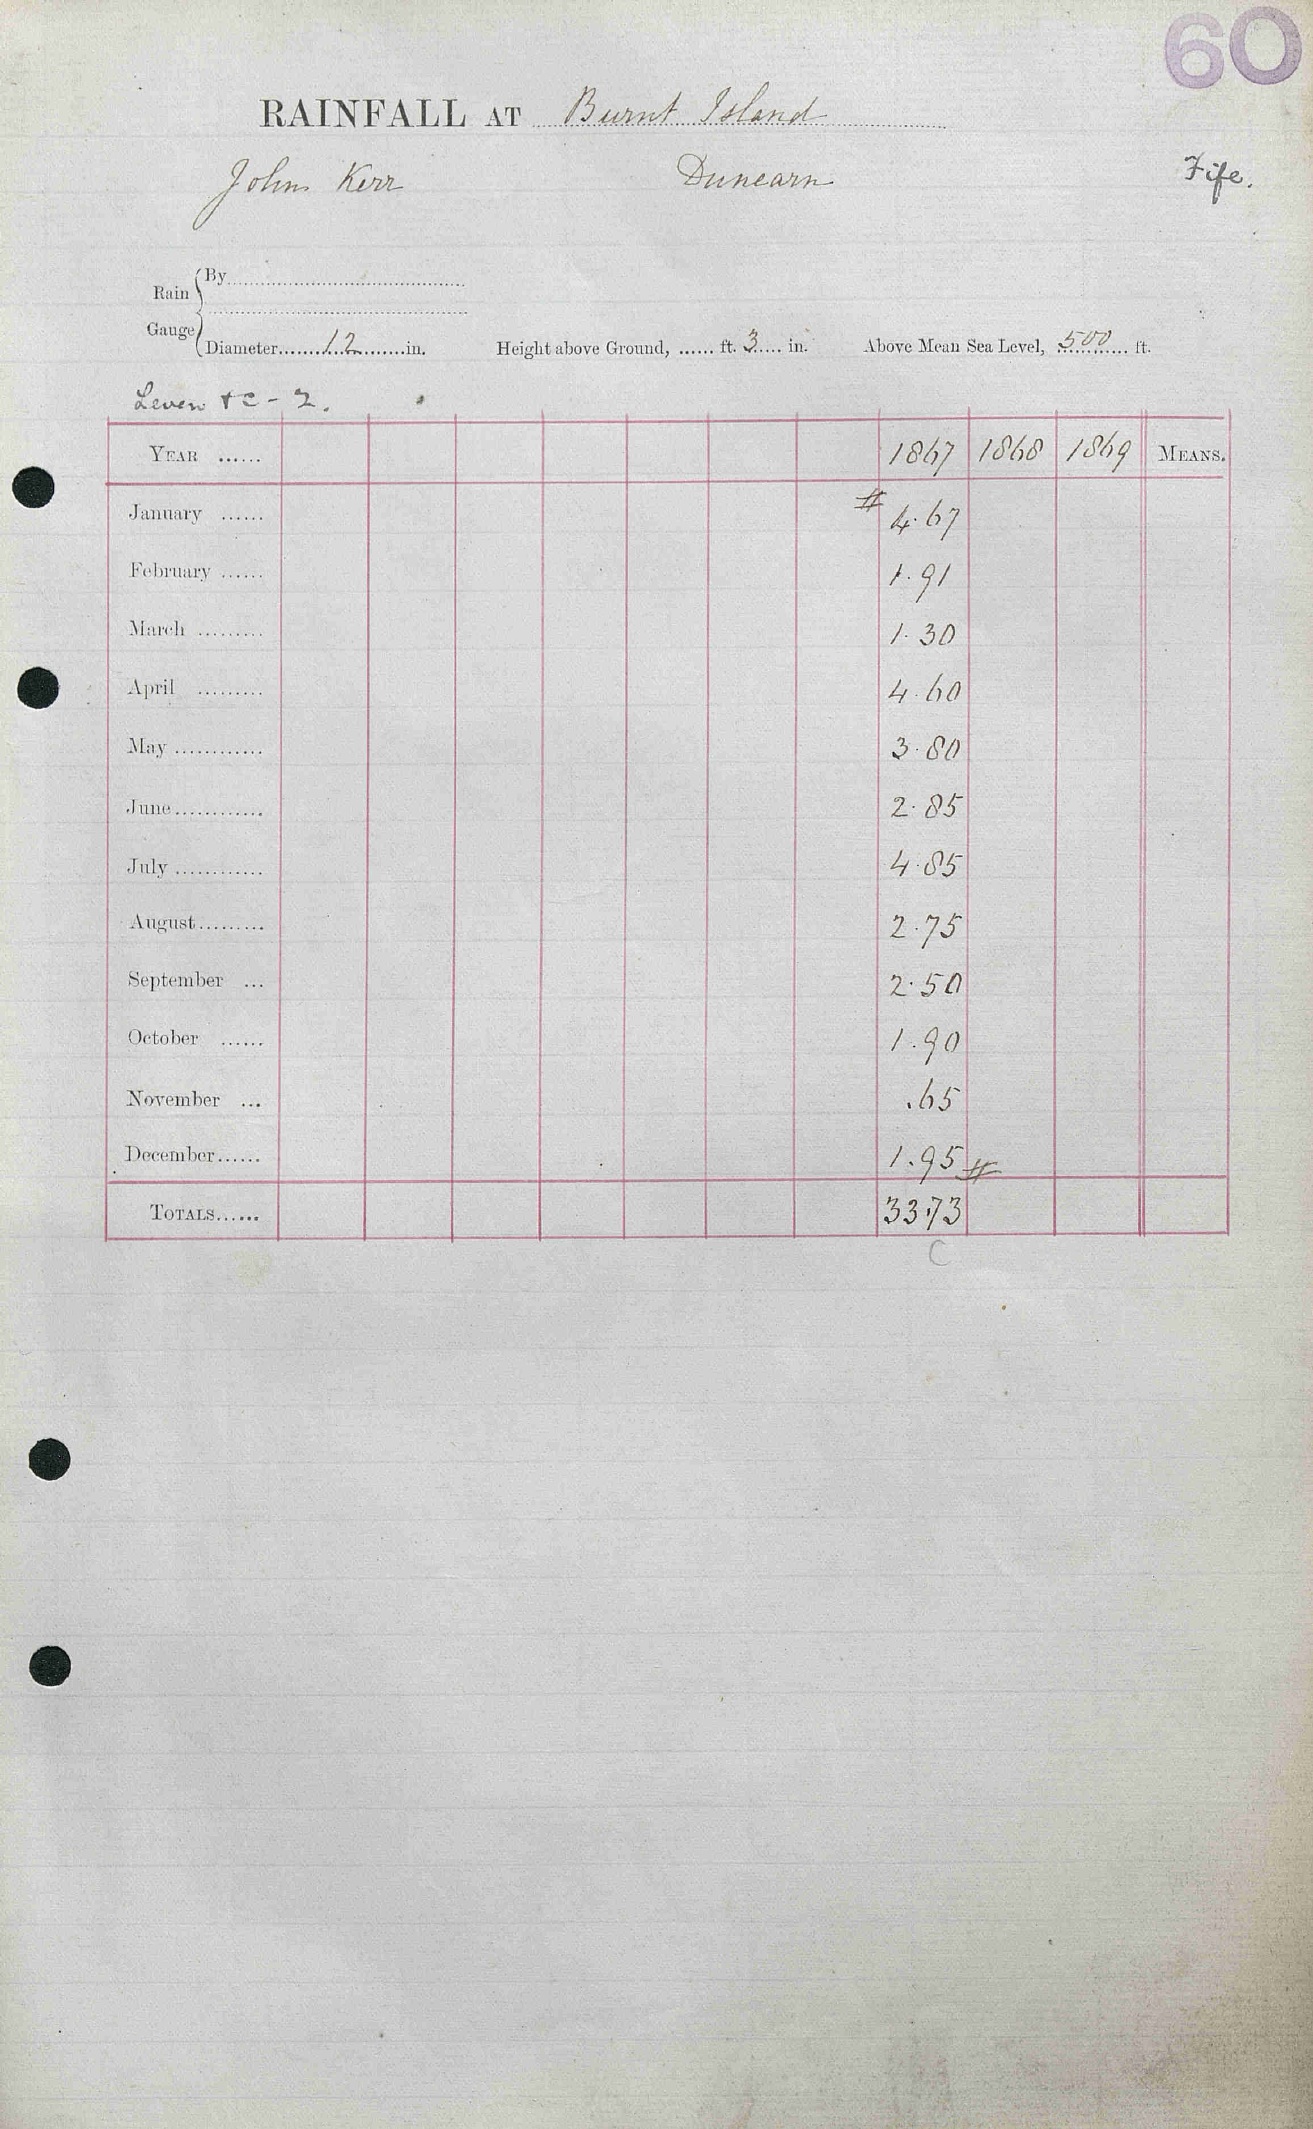 60
RAINFALL AT Burnt Island
John Kerr Dunearn Fife.
Rain Gauge
By
Diameter 12 in. Height above Ground, ...... ft. 3 in. Above Mean Sea Level, 500 ft.
Leven &c - 2.
YEAR ...... 1867 1868 1869 MEANS.
January ...... # 4.67
February ...... 1.91
March ......... 1.30
April ......... 4.60
May ............ 3.80
June ............ 2.85
July ............ 4.85
August ......... 2.75
September ... 2.50
October ...... 1.90
November ... .65
December ...... 1.95 #
TOTALS ...... 33.73
C